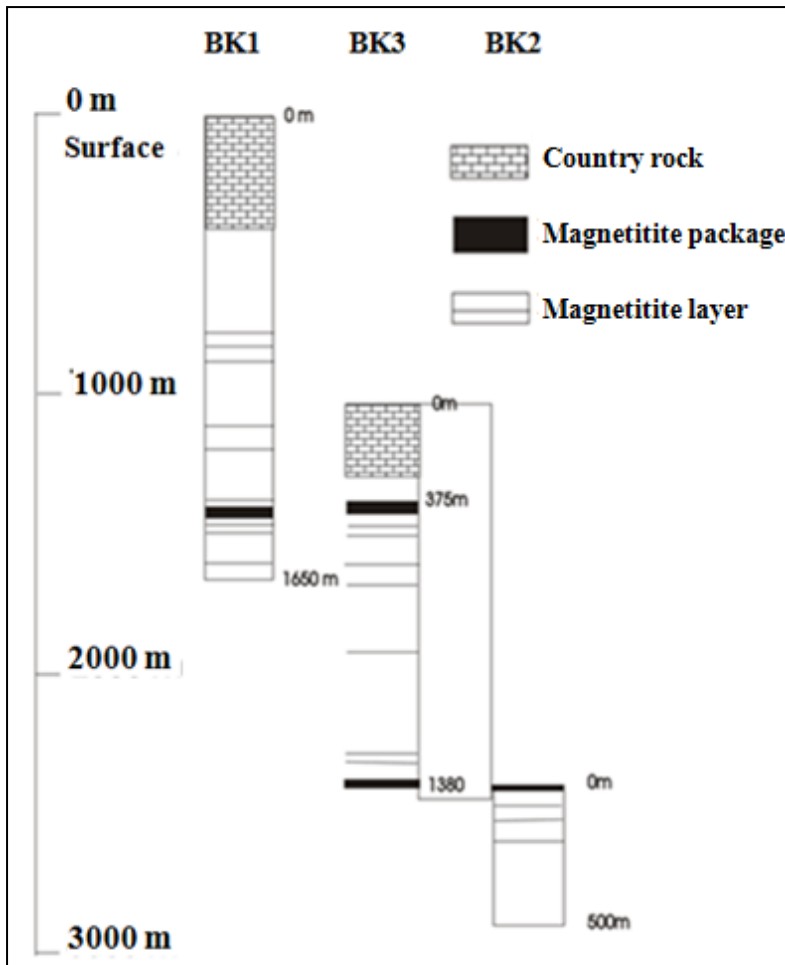 BK1 BK3 BK2
0 m
0 m
Surface
Country rock
Magnetitite package
Magnetitite layer
1000 m
0m
375m
1650 m
2000 m
1380
0m
500m
3000 m